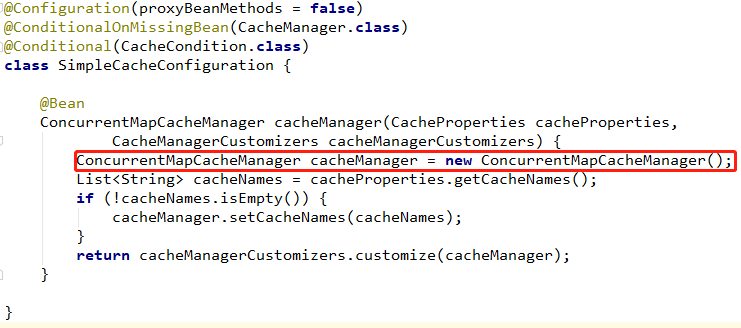 @Configuration(proxyBeanMethods = false)
@ConditionalOnMissingBean(CacheManager.class)
@Conditional(CacheCondition.class)
class SimpleCacheConfiguration {
@Bean
ConcurrentMapCacheManager cacheManager(CacheProperties cacheProperties,
CacheManagerCustomizers cacheManagerCustomizers) {
ConcurrentMapCacheManager cacheManager = new ConcurrentMapCacheManager();
List<String> cacheNames = cacheProperties.getCacheNames();
if (!cacheNames.isEmpty()) {
cacheManager.setCacheNames(cacheNames);
}
return cacheManagerCustomizers.customize(cacheManager);
}
}